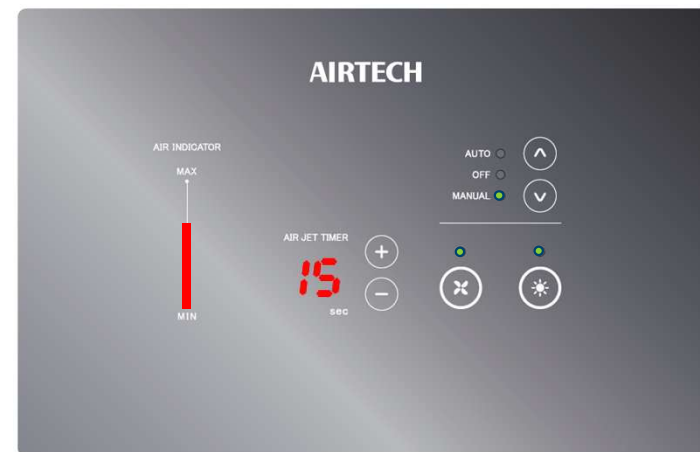 AIRTECH
AIR INDICATOR
MAX
MIN
AIR JET TIMER
15
sec
AUTO
OFF
MANUAL